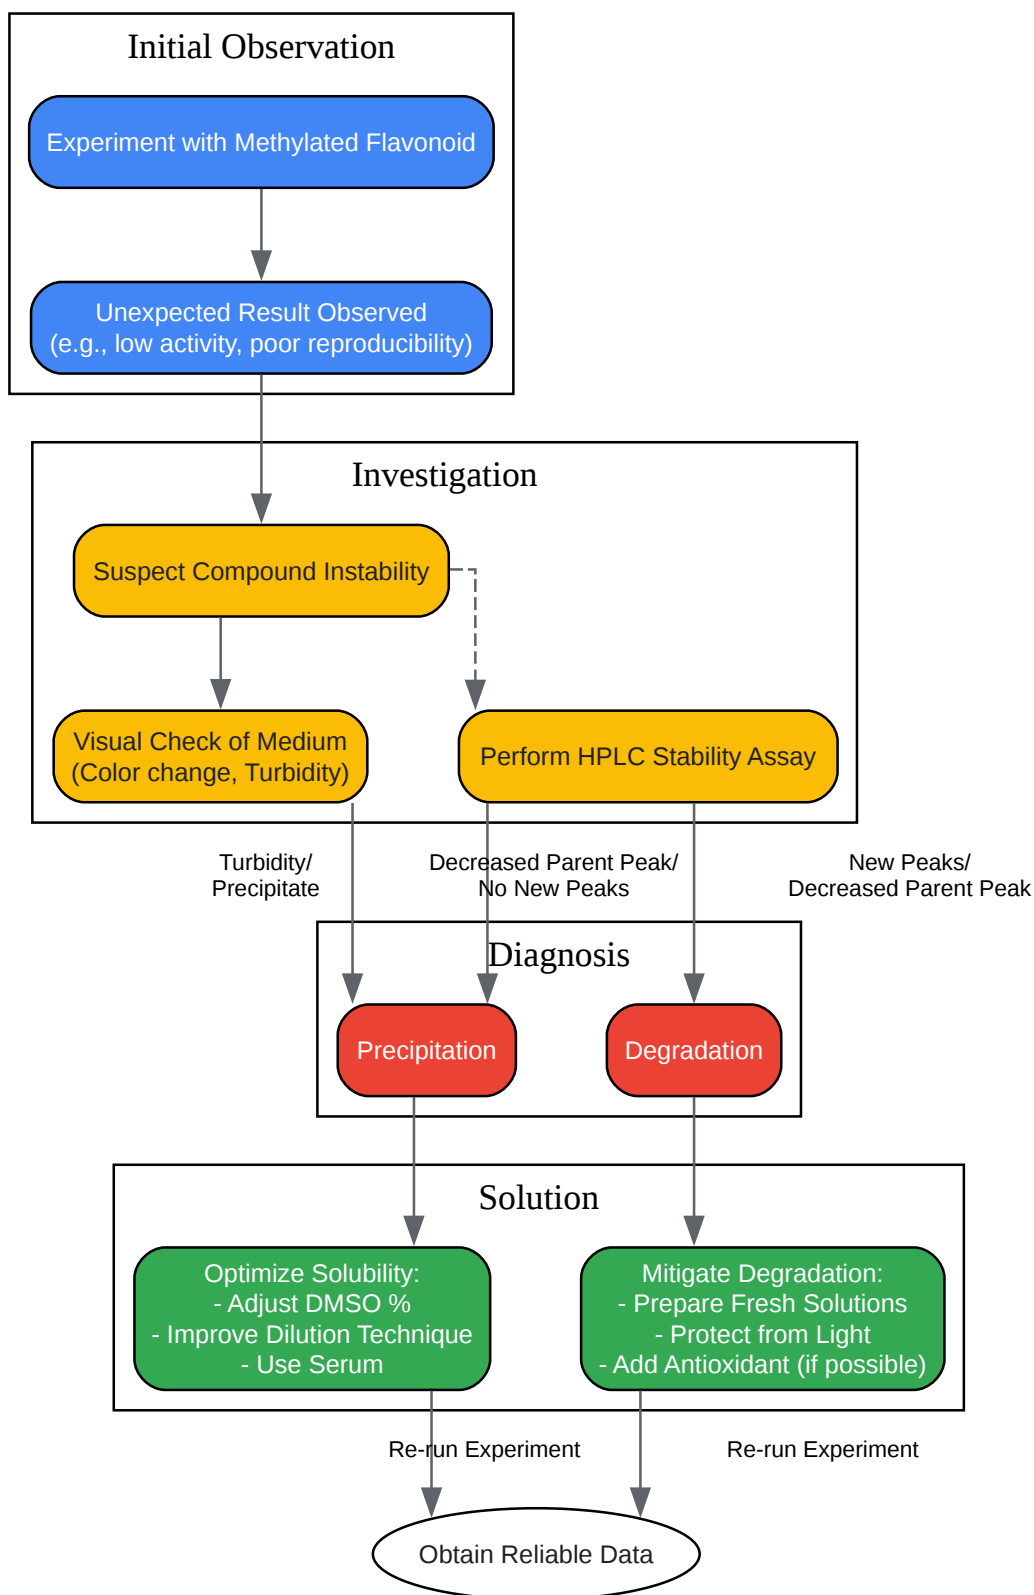 Initial Observation
Experiment with Methylated Flavonoid
Unexpected Result Observed
(e.g., low activity, poor reproducibility)
Investigation
Suspect Compound Instability
Visual Check of Medium
(Color change, Turbidity)
Perform HPLC Stability Assay
Turbidity/
Precipitate
Decreased Parent Peak/
No New Peaks
New Peaks/
Decreased Parent Peak
Diagnosis
Precipitation
Degradation
Solution
Optimize Solubility:
- Adjust DMSO %
- Improve Dilution Technique
- Use Serum
Mitigate Degradation:
- Prepare Fresh Solutions
- Protect from Light
- Add Antioxidant (if possible)
Re-run Experiment
Re-run Experiment
Obtain Reliable Data